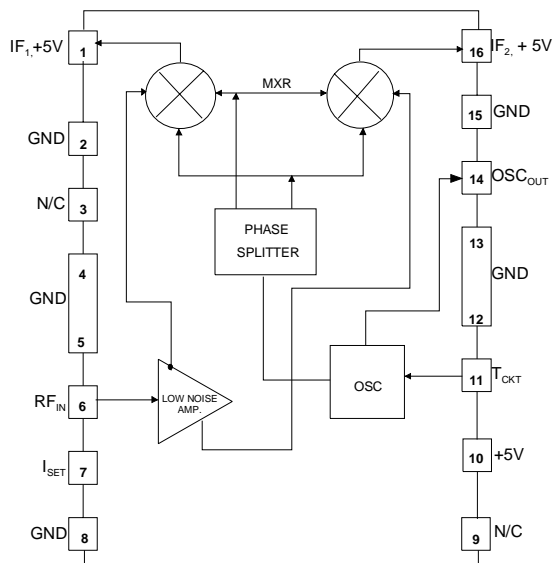 IF1,+5V
1
16
IF2, + 5V
MXR
15
GND
GND
2
14
OSCOUT
N/C
3
PHASE
SPLITTER
13
4
GND
GND
12
5
OSC
11
TCKT
LOW NOISE
AMP.
RFIN
6
10
+5V
ISET
7
GND
8
9
N/C